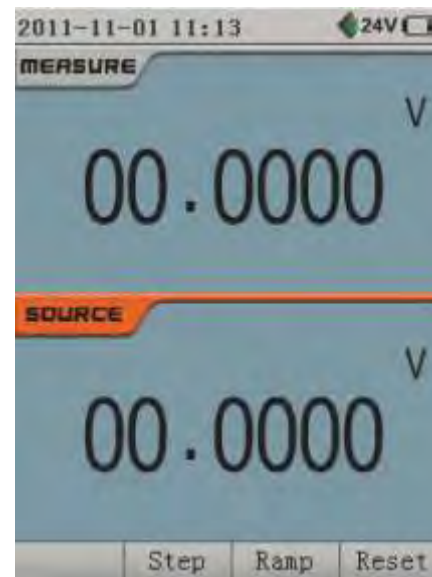 2011-11-01 11:13 24V
MEASURE
V
00.0000
SOURCE
V
00.0000
Step Ramp Reset